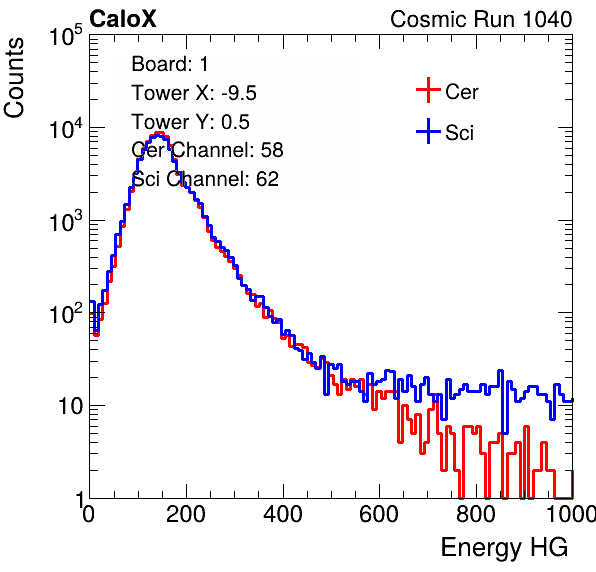 CaloX Cosmic Run 1040
Board: 1
Tower X: -9.5
Tower Y: 0.5
Cer Channel: 58
Sci Channel: 62
Cer
Sci
Counts
10^5
10^4
10^3
10^2
10
1
0 200 400 600 800 1000
Energy HG